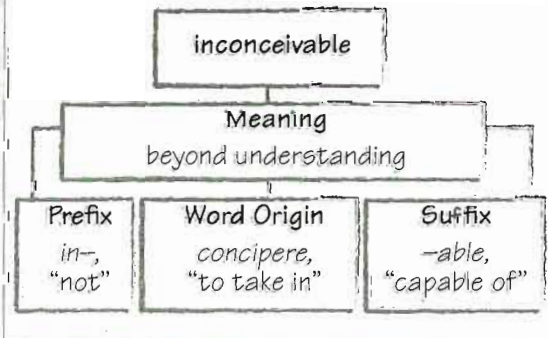 inconceivable
Meaning
beyond understanding
Prefix
in–,
“not”
Word Origin
concipere,
“to take in”
Suffix
–able,
“capable of”